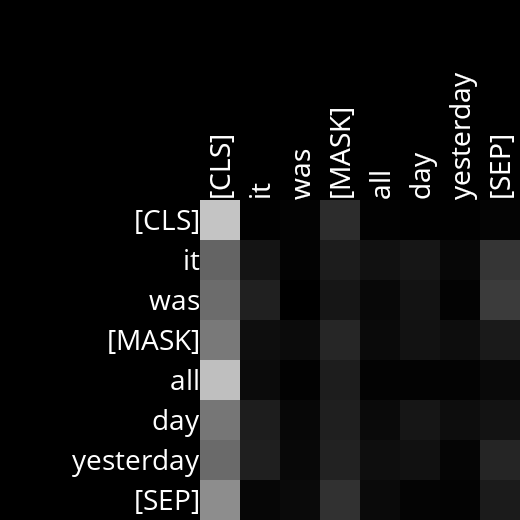 [CLS] it was [MASK] all day yesterday [SEP]
[CLS]
it
was
[MASK]
all
day
yesterday
[SEP]